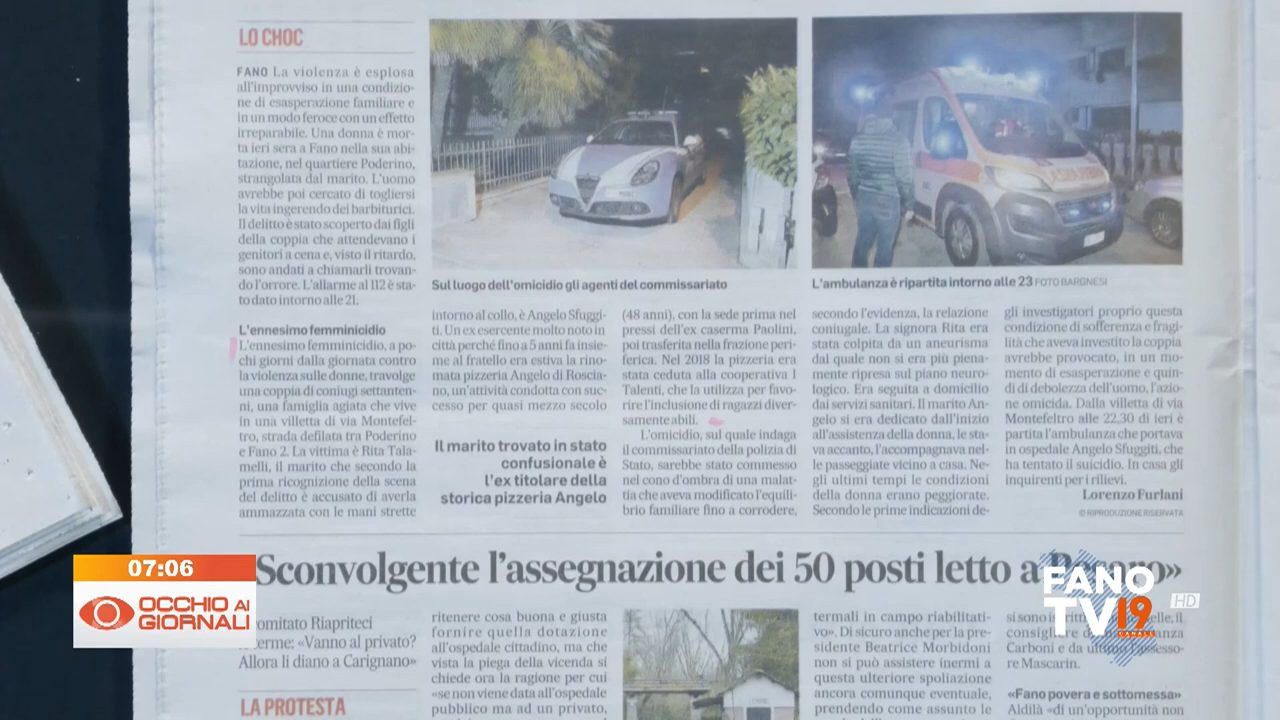 LO CHOC
FANO La violenza è esplosa
all'improvviso in una condizio-
ne di esasperazione familiare e
in un modo feroce con un effetto
irreparabile. Una donna è mor-
ta ieri sera a Fano nella sua abi-
tazione, nel quartiere Poderino,
strangolata dal marito. L'uomo
avrebbe poi cercato di togliersi
la vita ingerendo dei barbiturici.
Il delitto è stato scoperto dai figli
della coppia che attendevano i
genitori a cena e, visto il ritardo,
sono andati a chiamarli trovan-
do l'orrore. L'allarme al 112 è sta-
to dato intorno alle 21.
L'ennesimo femminicidio
L'ennesimo femminicidio, a po-
chi giorni dalla giornata contro
la violenza sulle donne, travolge
una coppia di coniugi settanten-
ni, una famiglia agiata che vive
in una villetta di via Montefel-
tro, strada defilata tra Poderino
e Fano 2. La vittima è Rita Tala-
melli, il marito che secondo la
prima ricognizione della scena
del delitto è accusato di averla
ammazzata con le mani strette
Sul luogo dell'omicidio gli agenti del commissariato
L'ambulanza è ripartita intorno alle 23 FOTO BARGNESI
intorno al collo, è Angelo Sfuggi-
ti. Un ex esercente molto noto in
città perché fino a 5 anni fa insie-
me al fratello era estiva la rino-
mata pizzeria Angelo di Roscia-
no, un'attività condotta con suc-
cesso per quasi mezzo secolo
Il marito trovato in stato
confusionale è
l'ex titolare della
storica pizzeria Angelo
(48 anni), con la sede prima nel
pressi dell'ex caserma Paolini,
poi trasferita nella frazione peri-
ferica. Nel 2018 la pizzeria era
stata ceduta alla cooperativa I
Talenti, che la utilizza per favo-
rire l'inclusione di ragazzi diver-
samente abili.
L'omicidio, sul quale indaga
il commissariato della polizia di
Stato, sarebbe stato commesso
nel cono d'ombra di una malat-
tia che aveva modificato l'equili-
brio familiare fino a corrodere,
secondo l'evidenza, la relazione
coniugale. La signora Rita era
stata colpita da un aneurisma
dal quale non si era più piena-
mente ripresa sul piano neuro-
logico. Era seguita a domicilio
dai servizi sanitari. Il marito An-
gelo si era dedicato dall'inizio
all'assistenza della donna, le sta-
va accanto, l'accompagnava nel-
le passeggiate vicino a casa. Ne-
gli ultimi tempi le condizioni
della donna erano peggiorate.
Secondo le prime indicazioni de-
gli investigatori proprio questa
condizione di sofferenza e fragi-
lità che aveva investito la coppia
avrebbe provocato, in un mo-
mento di esasperazione e quin-
di di debolezza dell'uomo, l'azio-
ne omicida. Dalla villetta di via
Montefeltro alle 22,30 di ieri è
partita l'ambulanza che portava
in ospedale Angelo Sfuggiti, che
ha tentato il suicidio. In casa gli
inquirenti per i rilievi.
Lorenzo Furlani
© RIPRODUZIONE RISERVATA
Sconvolgente l'assegnazione dei 50 posti letto a
omitato Riapriteci
erme: «Vanno al privato?
Allora li diano a Carignano»
LA PROTESTA
ritenere cosa buona e giusta
fornire quella dotazione
all'ospedale cittadino, ma che
vista la piega della vicenda si
chiede ora la ragione per cui
«se non viene data all'ospedale
pubblico ma ad un privato,
termali in campo riabilitati-
vo». Di sicuro anche per la pre-
sidente Beatrice Morbidoni
non si può assistere inermi a
questa ulteriore spoliazione
ancora comunque eventuale,
prendendo come assunto le
si sono
consigliere
Carboni e da
re Mascarin.
«Fano povera e sottomessa»
Aldilà «di un'opportunità non
07:06
OCCHIO AI
GIORNALI
FANO
TV 19
CANALE
HD